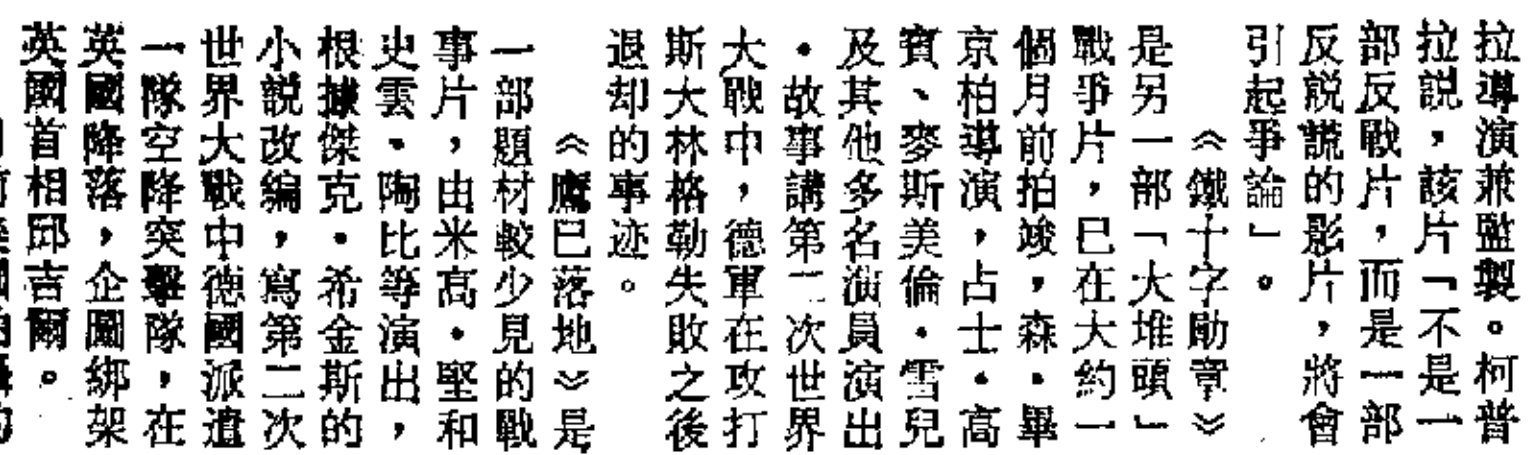 拉導演兼監製。柯普
拉説，該片「不是一
部反戰片，而是一部
反説謊的影片，將會
引起爭論」。
《鐵十字勛章》
是另一部「大堆頭」
戰爭片，巳在大約一
個月前拍竣，森·畢
京柏導演，占士·高
賓、麥斯美倫·雪兒
及其他多名演員演出
。故事講第二次世界
大戰中，德軍在攻打
斯大林格勒失敗之後
退却的事迹。
《鷹巳落地》是
一部題材較少見的戰
事片，由米高·堅和
史雲·陶比等演出，
根據傑克·希金斯的
小説改編，寫第二次
世界大戰中德國派遣
一隊空降突擊隊，在
英國降落，企圖綁架
英國首相邱吉爾。